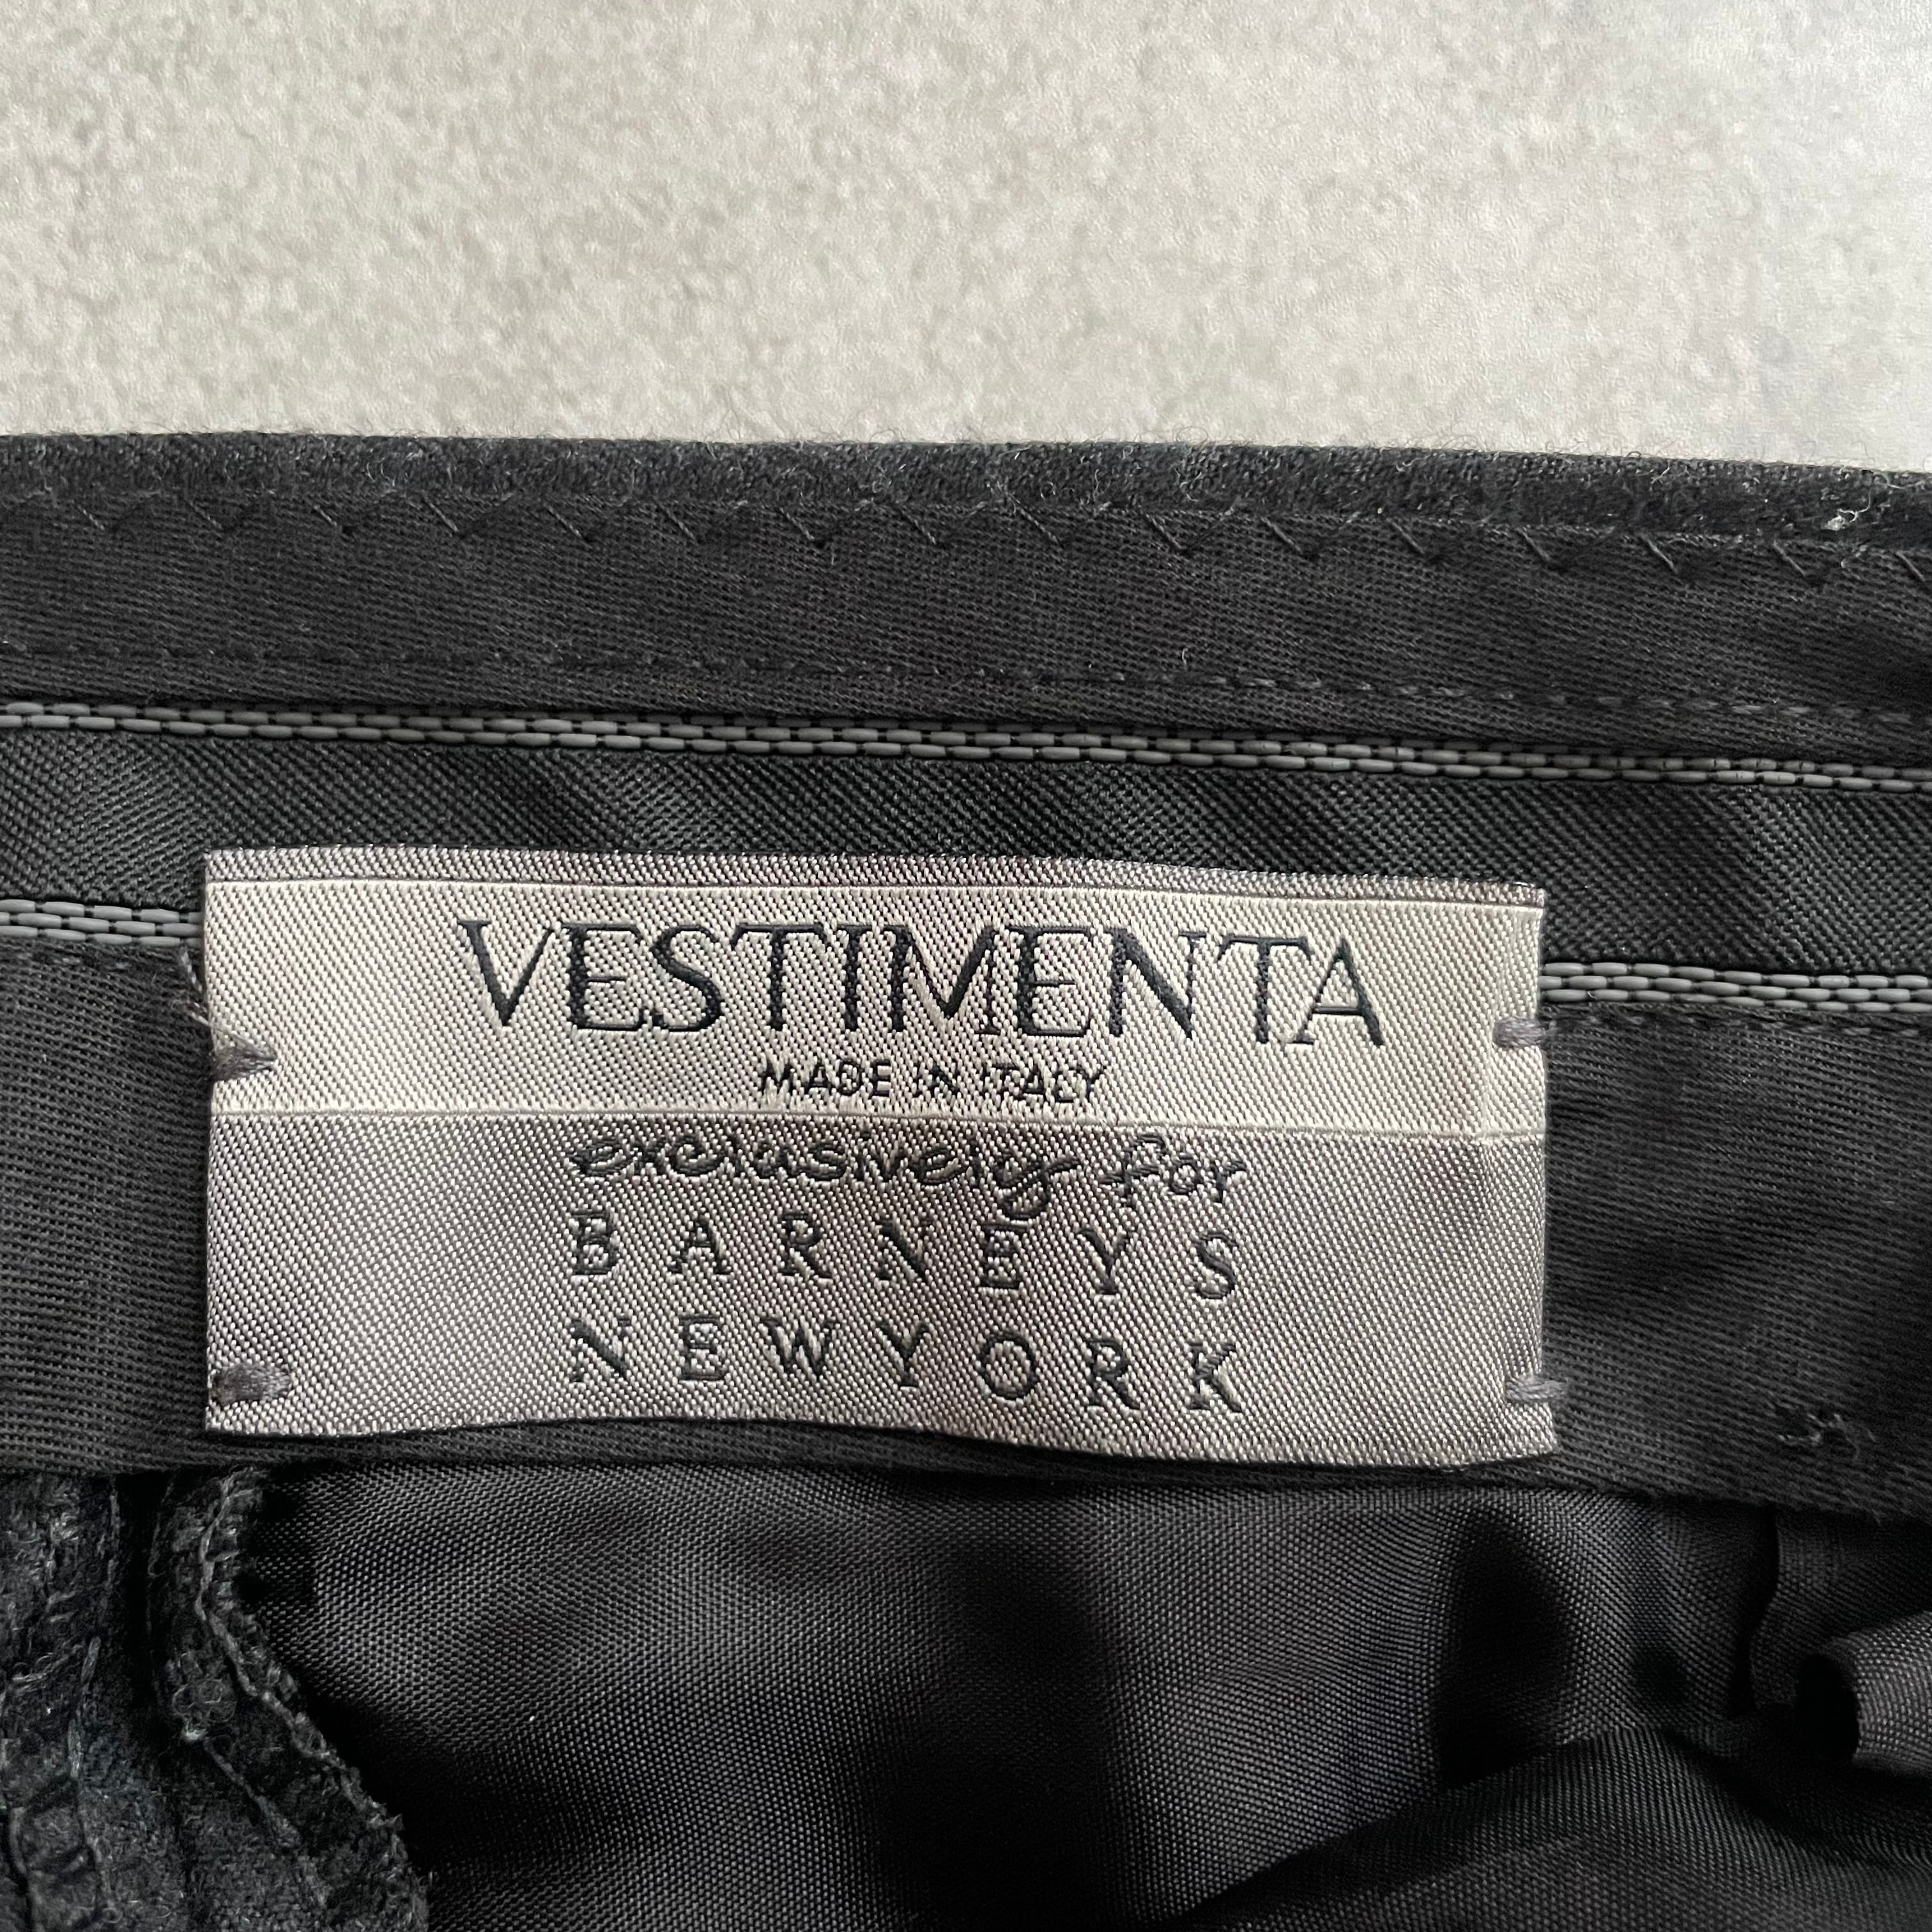 VESTIMENTA
MADE IN ITALY
exclusively for
BARNEYS
NEWYORK